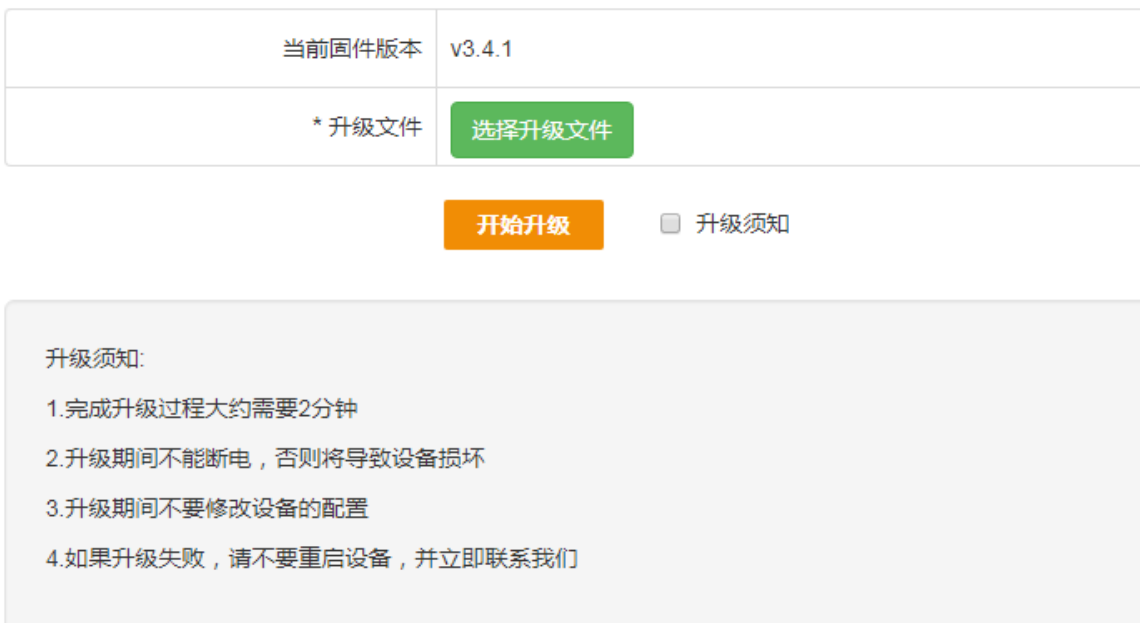 当前固件版本 v3.4.1
* 升级文件 选择升级文件
开始升级 升级须知
升级须知:
1.完成升级过程大约需要2分钟
2.升级期间不能断电，否则将导致设备损坏
3.升级期间不要修改设备的配置
4.如果升级失败，请不要重启设备，并立即联系我们